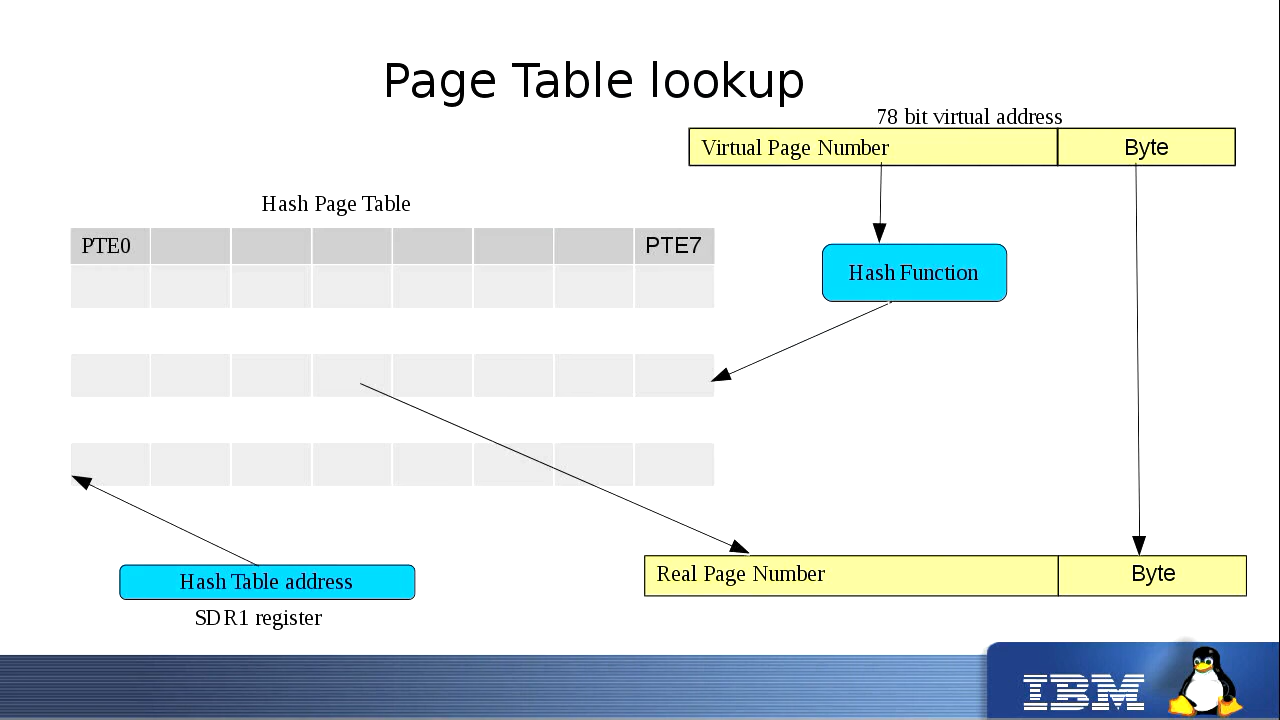 Page Table lookup
78 bit virtual address
Virtual Page Number
Byte
Hash Page Table
PTE0
PTE7
Hash Function
Real Page Number
Byte
Hash Table address
SDR1 register
IBM